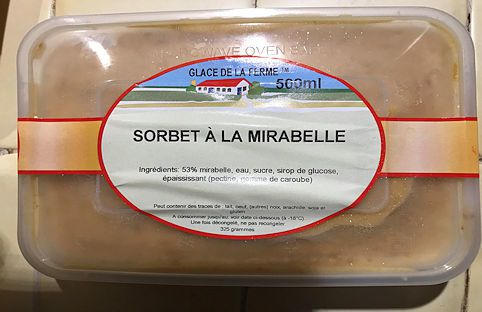 MICROWAVE OVEN SAFE
GLACE DE LA FERME ™
500ml
SORBET À LA MIRABELLE
Ingrédients: 53% mirabelle, eau, sucre, sirop de glucose,
épaississant (pectine, gomme de caroube)
Peut contenir des traces de : lait, oeuf, (autres) noix, arachide, soja et
gluten
A consommer jusqu'au: voir date ci-dessous (à -18°C)
Une fois décongelé, ne pas recongeler
325 grammes